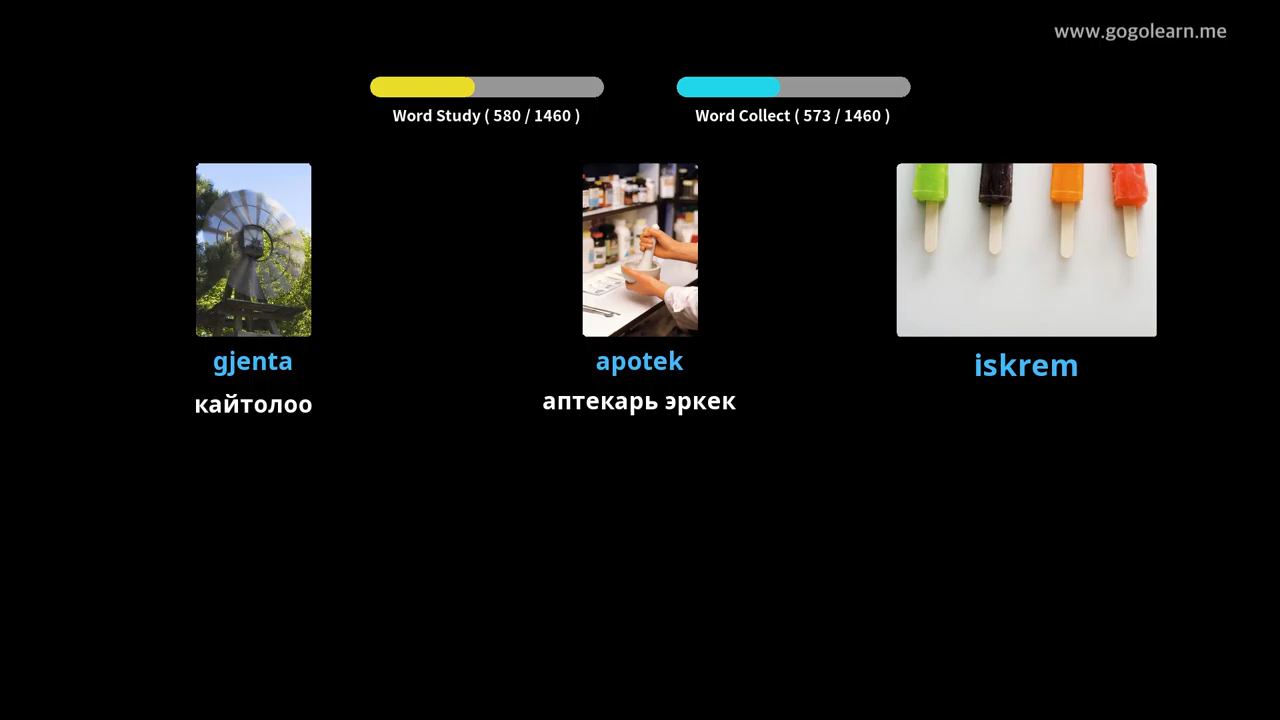 www.gogolearn.me
Word Study ( 580 / 1460 )
Word Collect ( 573 / 1460 )
gjenta
кайтолоо
apotek
аптекарь эркек
iskrem